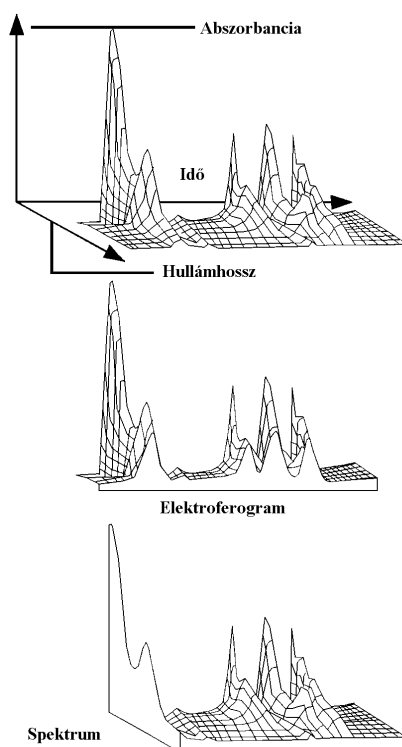 Abszorbancia
Idő
Hullámhossz
Elektroferogram
Spektrum